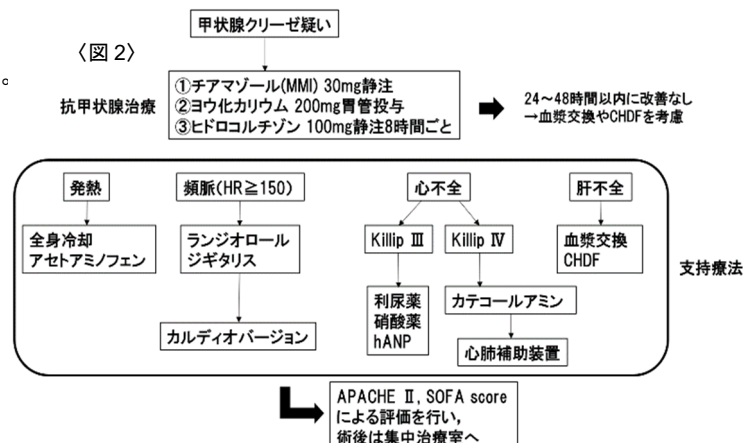 甲状腺クリーゼ疑い
〈図 2〉
。
抗甲状腺治療
①チアマゾール(MMI) 30mg静注
②ヨウ化カリウム 200mg胃管投与
③ヒドロコルチゾン 100mg静注8時間ごと
24～48時間以内に改善なし
→血漿交換やCHDFを考慮
発熱
頻脈(HR≧150)
心不全
肝不全
全身冷却
アセトアミノフェン
ランジオロール
ジギタリス
Killip Ⅲ
Killip Ⅳ
血漿交換
CHDF
支持療法
利尿薬
硝酸薬
hANP
カテコールアミン
カルディオバージョン
心肺補助装置
APACHE Ⅱ, SOFA score
による評価を行い，
術後は集中治療室へ